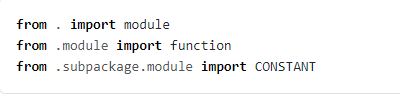 from . import module
from .module import function
from .subpackage.module import CONSTANT